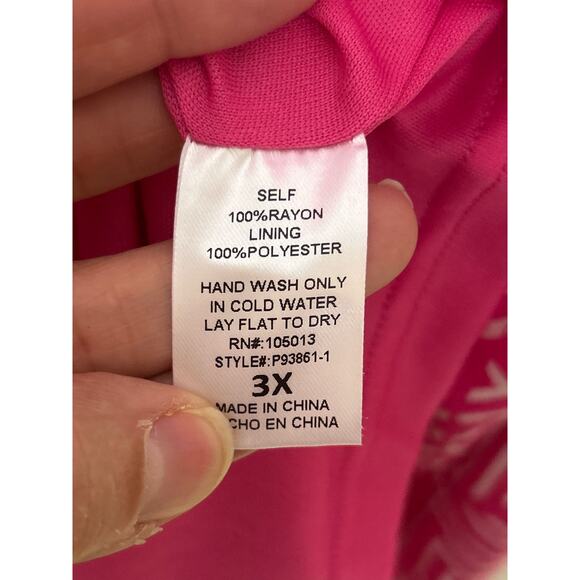 SELF
100%RAYON
LINING
100%POLYESTER
HAND WASH ONLY
IN COLD WATER
LAY FLAT TO DRY
RN#:105013
STYLE#:P93861-1
3X
MADE IN CHINA
CHO EN CHINA